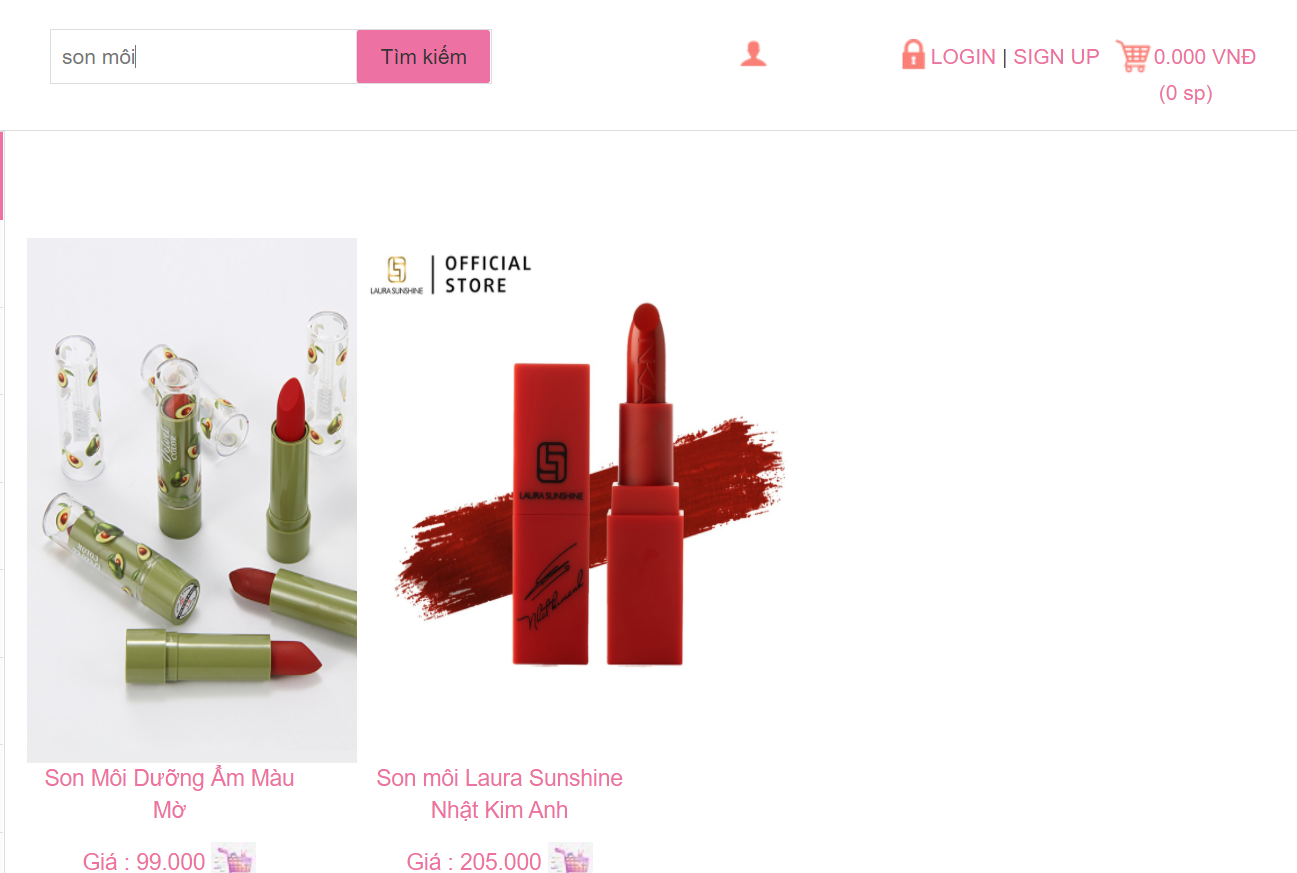 son môi
Tìm kiếm
LOGIN | SIGN UP
0.000 VNĐ
(0 sp)
LAURA SUNSHINE
OFFICIAL
STORE
LAURA SUNSHINE
Son Môi Dưỡng Ẩm Màu
Mờ
Son môi Laura Sunshine
Nhật Kim Anh
Giá : 99.000
Giá : 205.000